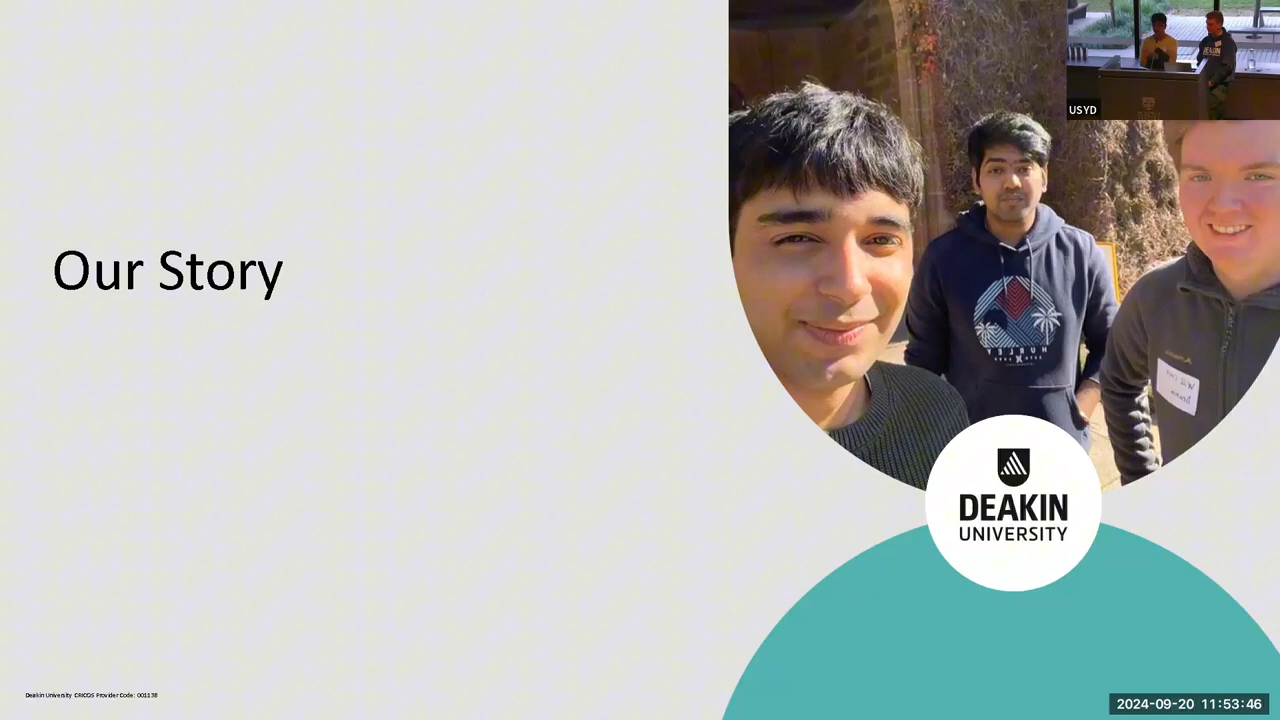 USYD
Our Story
DEAKIN
UNIVERSITY
Deakin University CRICOS Provider Code: 00113B
2024-09-20 11:53:46